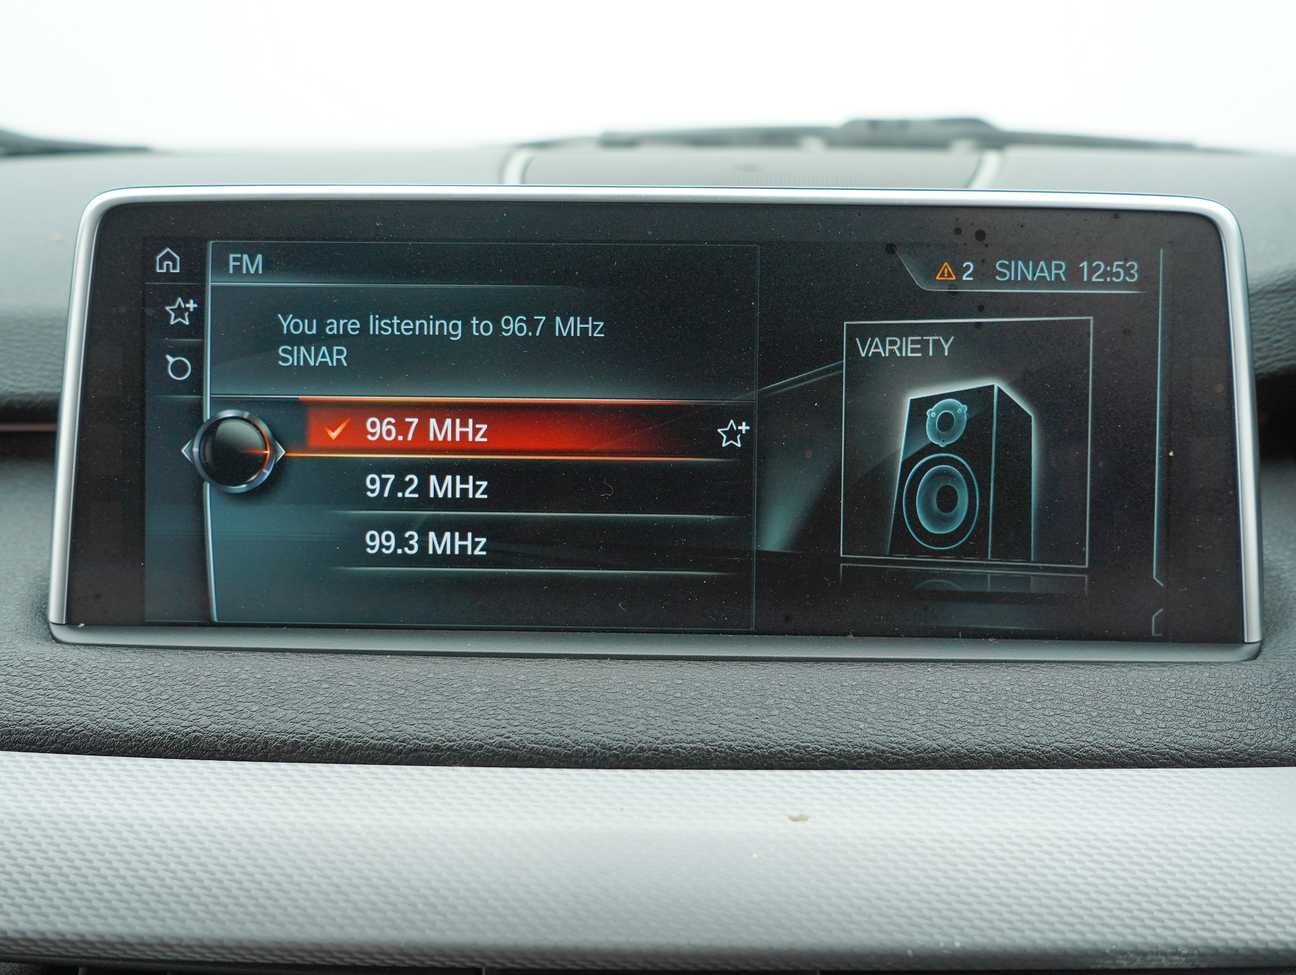 FM
2 SINAR 12:53
You are listening to 96.7 MHz
SINAR
VARIETY
96.7 MHz
97.2 MHz
99.3 MHz